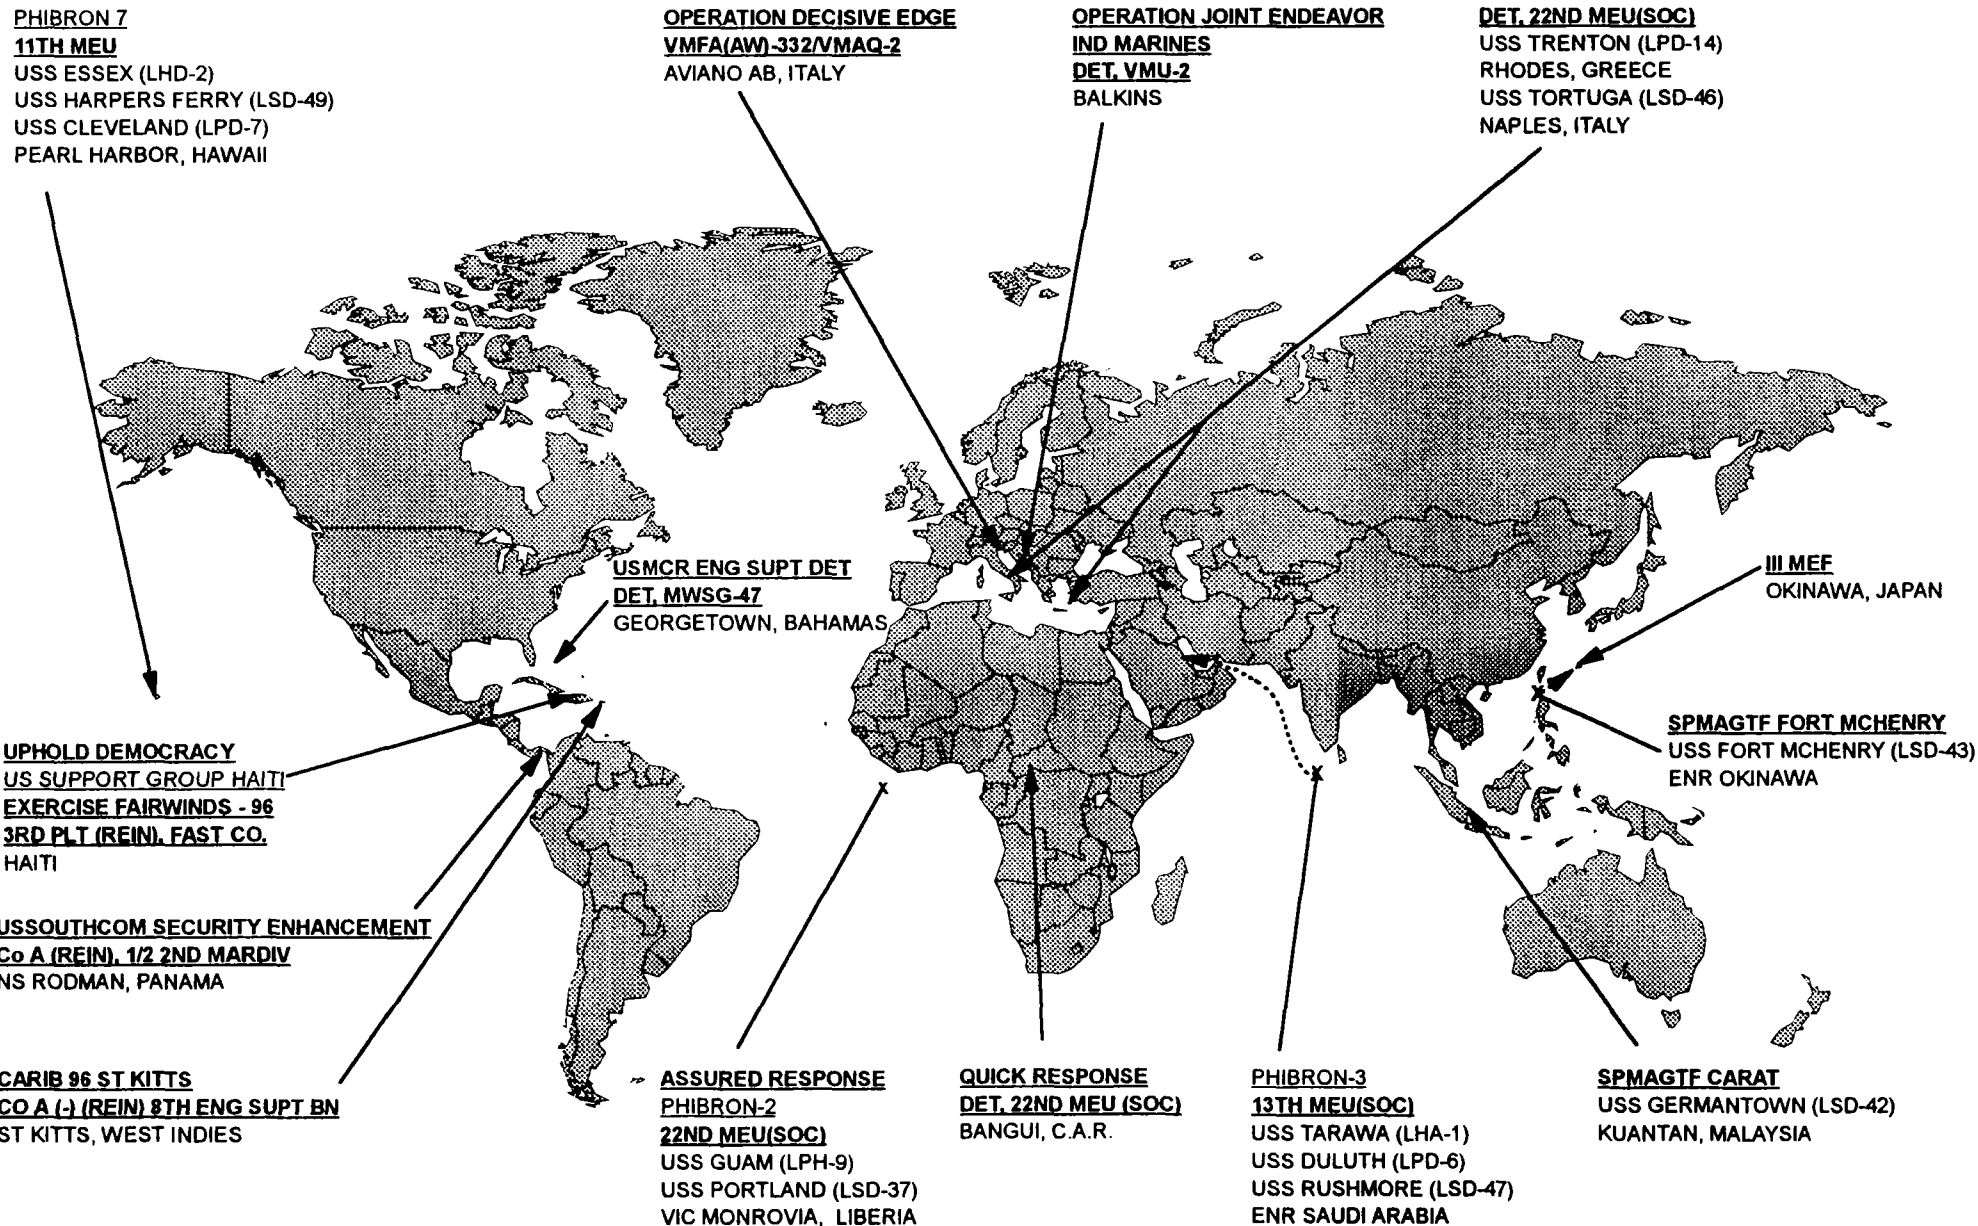 PHIBRON 7
11TH MEU
USS ESSEX (LHD-2)
USS HARPERS FERRY (LSD-49)
USS CLEVELAND (LPD-7)
PEARL HARBOR, HAWAII
OPERATION DECISIVE EDGE
VMFA(AW)-332/VMAQ-2
AVIANO AB, ITALY
OPERATION JOINT ENDEAVOR
IND MARINES
DET, VMU-2
BALKINS
DET, 22ND MEU(SOC)
USS TRENTON (LPD-14)
RHODES, GREECE
USS TORTUGA (LSD-46)
NAPLES, ITALY
USMCR ENG SUPT DET
DET, MWSG-47
GEORGETOWN, BAHAMAS
III MEF
OKINAWA, JAPAN
SPMAGTF FORT MCHENRY
USS FORT MCHENRY (LSD-43)
ENR OKINAWA
UPHOLD DEMOCRACY
US SUPPORT GROUP HAITI
EXERCISE FAIRWINDS - 96
3RD PLT (REIN), FAST CO.
HAITI
USSOUTHCOM SECURITY ENHANCEMENT
Co A (REIN), 1/2 2ND MARDIV
NS RODMAN, PANAMA
CARIB 96 ST KITTS
CO A (-) (REIN) 8TH ENG SUPT BN
ST KITTS, WEST INDIES
ASSURED RESPONSE
PHIBRON-2
22ND MEU(SOC)
USS GUAM (LPH-9)
USS PORTLAND (LSD-37)
VIC MONROVIA, LIBERIA
QUICK RESPONSE
DET, 22ND MEU (SOC)
BANGUI, C.A.R.
PHIBRON-3
13TH MEU(SOC)
USS TARAWA (LHA-1)
USS DULUTH (LPD-6)
USS RUSHMORE (LSD-47)
ENR SAUDI ARABIA
SPMAGTF CARAT
USS GERMANTOWN (LSD-42)
KUANTAN, MALAYSIA